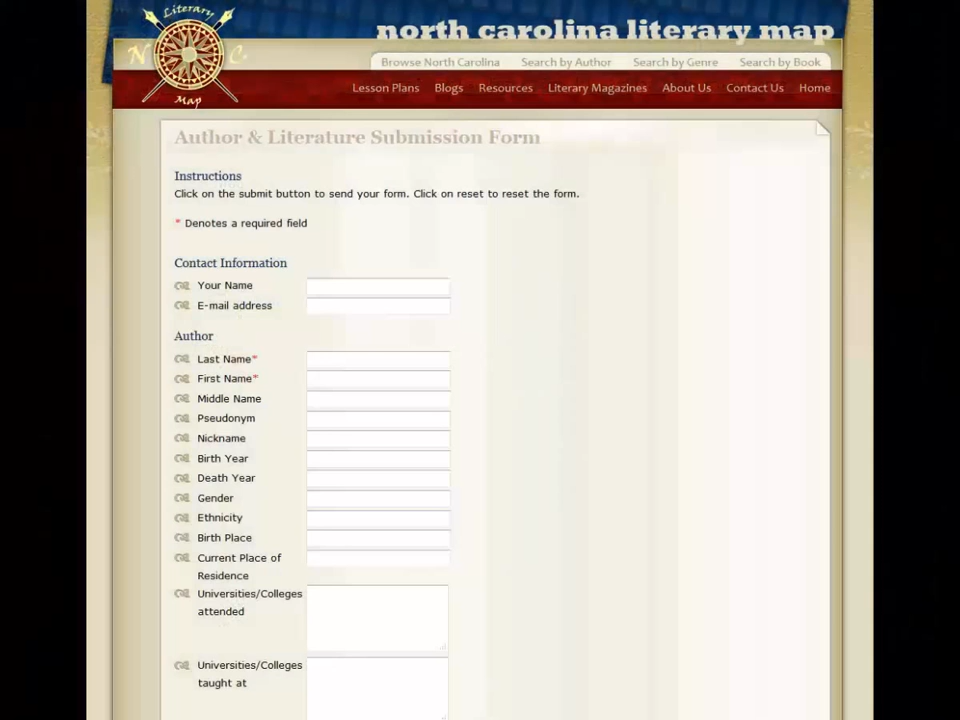 Literary
N C
Map
north carolina literary map
Browse North Carolina Search by Author Search by Genre Search by Book
Lesson Plans Blogs Resources Literary Magazines About Us Contact Us Home
Author & Literature Submission Form
Instructions
Click on the submit button to send your form. Click on reset to reset the form.
* Denotes a required field
Contact Information
Your Name
E-mail address
Author
Last Name*
First Name*
Middle Name
Pseudonym
Nickname
Birth Year
Death Year
Gender
Ethnicity
Birth Place
Current Place of
Residence
Universities/Colleges
attended
Universities/Colleges
taught at